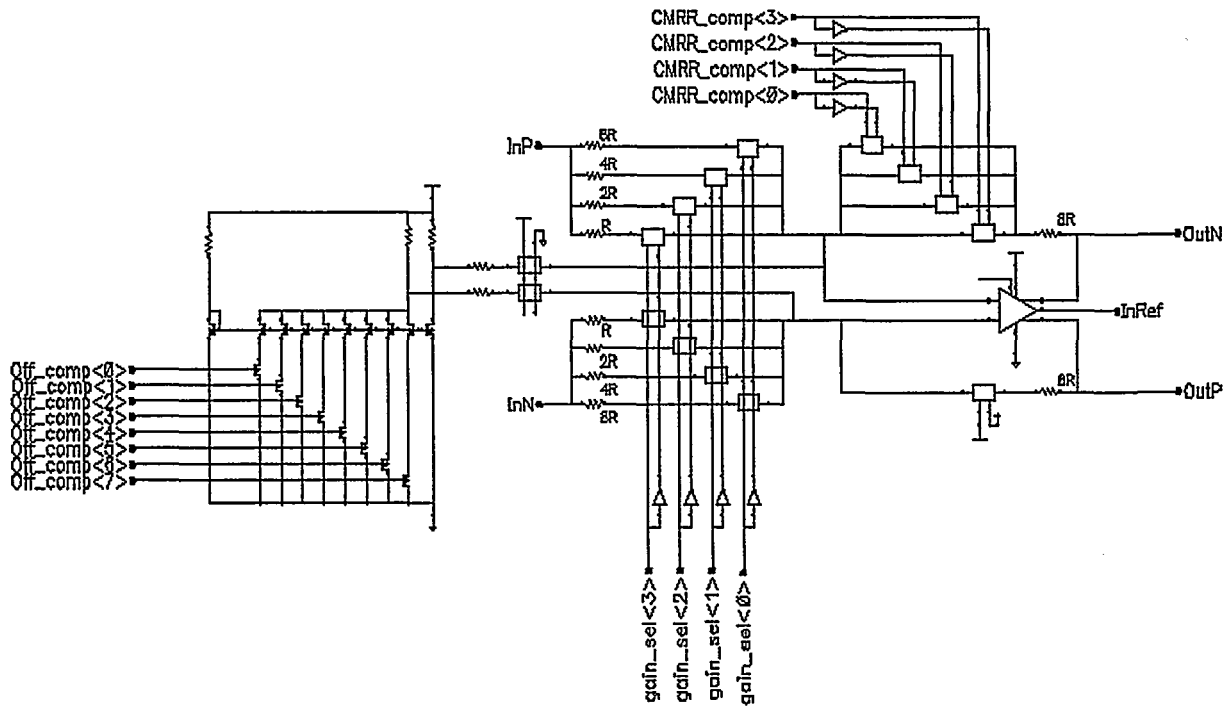 CMRR_comp<3>
CMRR_comp<2>
CMRR_comp<1>
CMRR_comp<0>
InP
8R
4R
2R
R
8R
OutN
InRef
R
2R
4R
8R
InN
8R
OutP
Off_comp<0>
Off_comp<1>
Off_comp<2>
Off_comp<3>
Off_comp<4>
Off_comp<5>
Off_comp<6>
Off_comp<7>
gain_sel<3>
gain_sel<2>
gain_sel<1>
gain_sel<0>